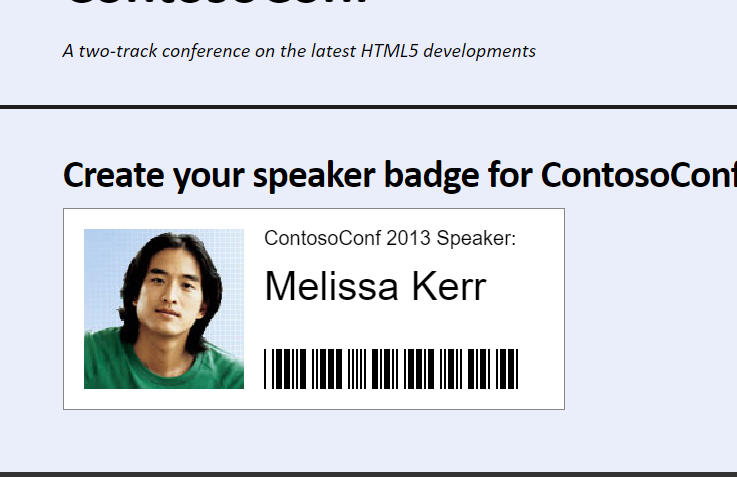 ContosoConf
A two-track conference on the latest HTML5 developments
Create your speaker badge for ContosoConf
ContosoConf 2013 Speaker:
Melissa Kerr